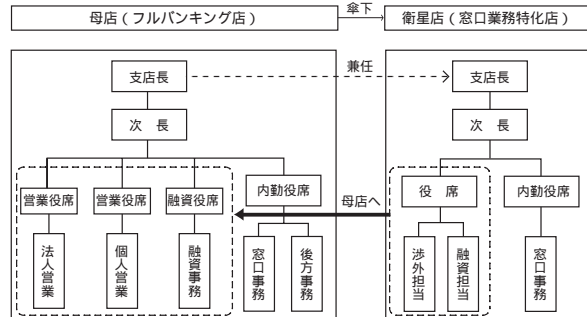 母店(フルバンキング店)
傘下
衛星店(窓口業務特化店)
支店長
兼任
支店長
次 長
次 長
営業役席
営業役席
融資役席
内勤役席
母店へ
役 席
内勤役席
法人営業
個人営業
融資事務
窓口事務
後方事務
渉外担当
融資担当
窓口事務